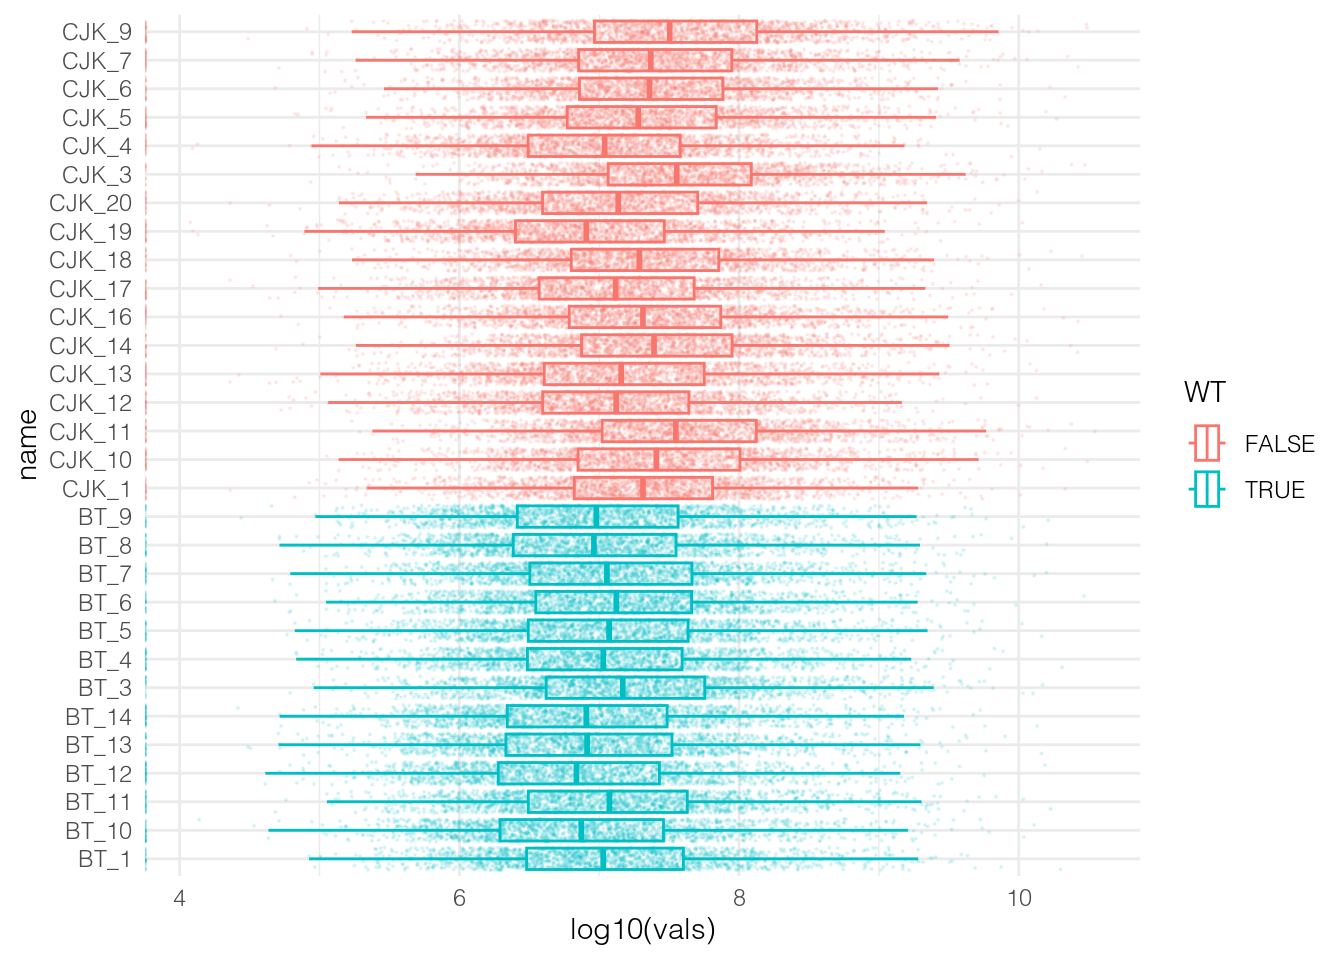 CJK_9
CJK_7
CJK_6
CJK_5
CJK_4
CJK_3
CJK_20
CJK_19
CJK_18
CJK_17
CJK_16
CJK_14
CJK_13
CJK_12
CJK_11
CJK_10
CJK_1
BT_9
BT_8
BT_7
BT_6
BT_5
BT_4
BT_3
BT_14
BT_13
BT_12
BT_11
BT_10
BT_1
name
4 6 8 10
log10(vals)
WT
FALSE
TRUE